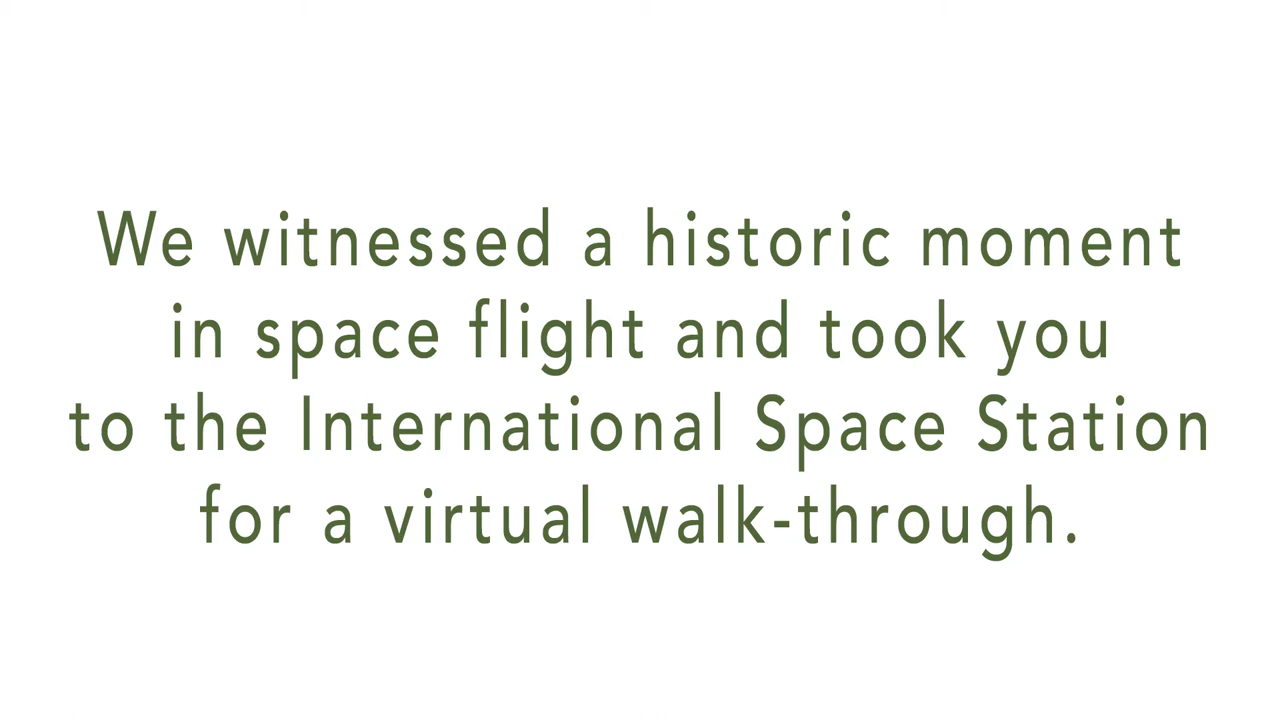 We witnessed a historic moment
in space flight and took you
to the International Space Station
for a virtual walk-through.